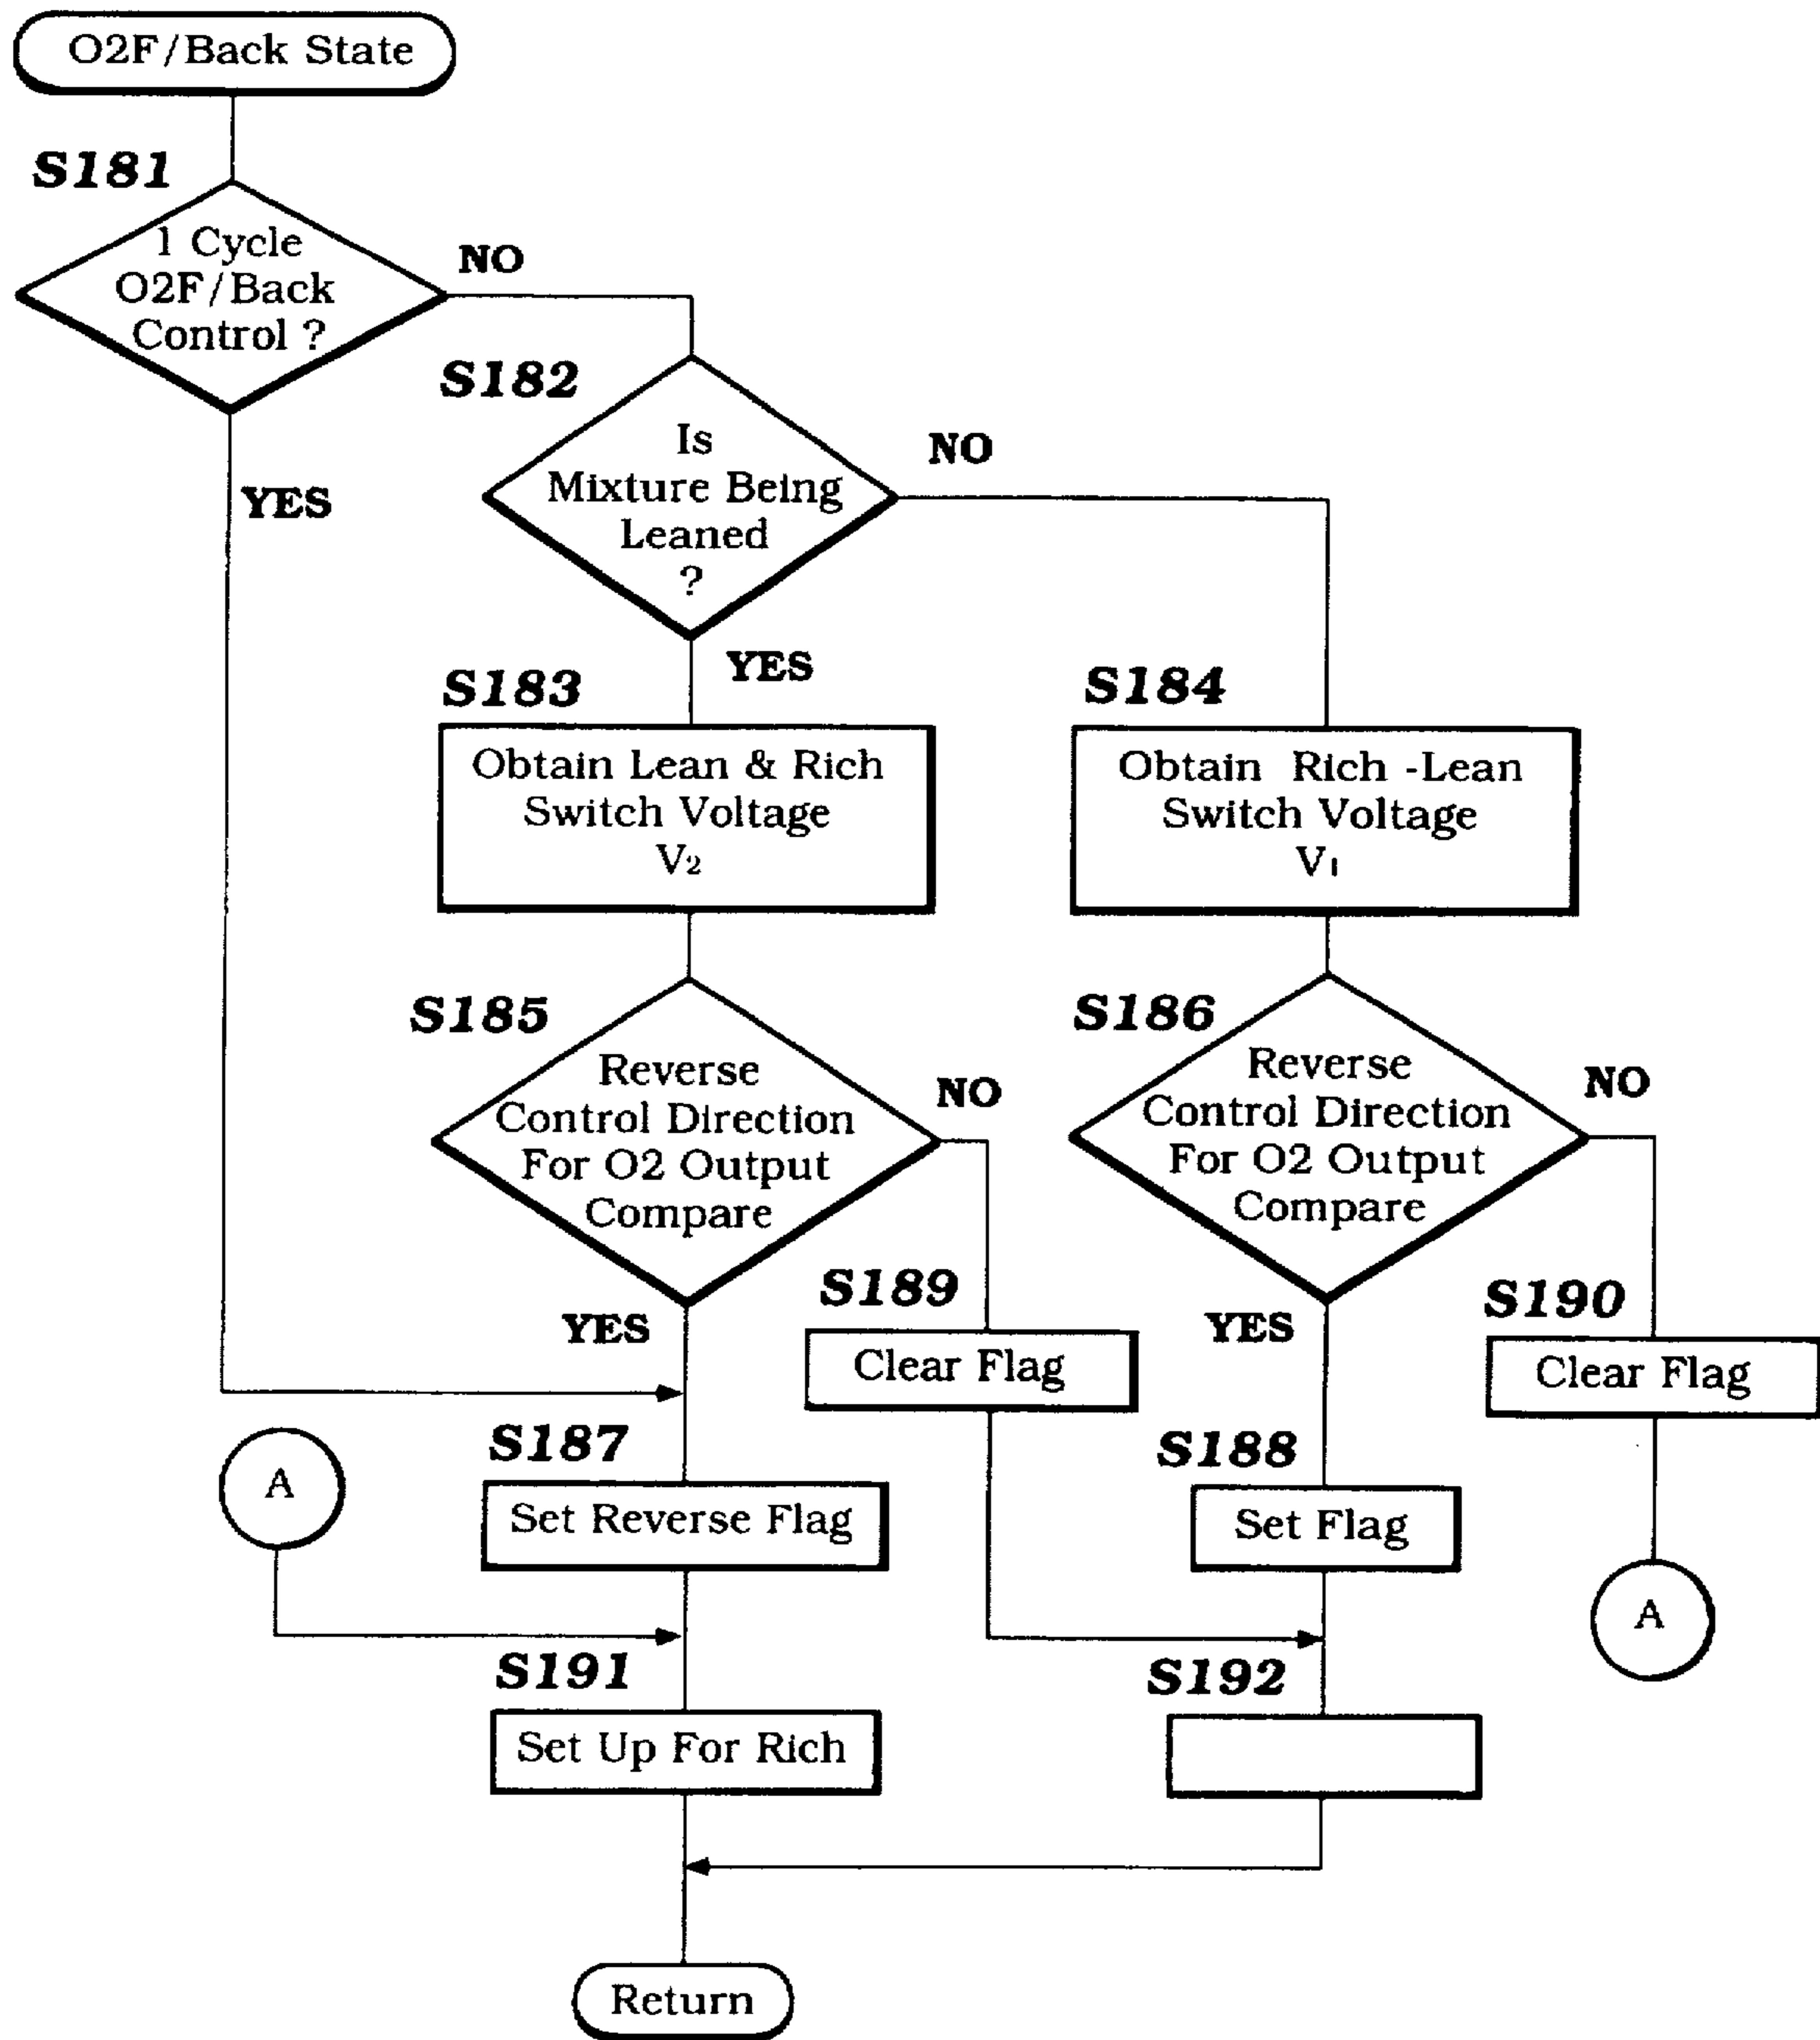 O2F/Back State
S181
1 Cycle
O2F/Back
Control ?
NO
YES
S182
Is
Mixture Being
Leaned
?
NO
YES
S183
Obtain Lean & Rich
Switch Voltage
V2
S184
Obtain Rich -Lean
Switch Voltage
V1
S185
Reverse
Control Direction
For O2 Output
Compare
NO
YES
S186
Reverse
Control Direction
For O2 Output
Compare
NO
YES
S189
Clear Flag
S190
Clear Flag
A
S187
Set Reverse Flag
S188
Set Flag
A
S191
Set Up For Rich
S192
Return